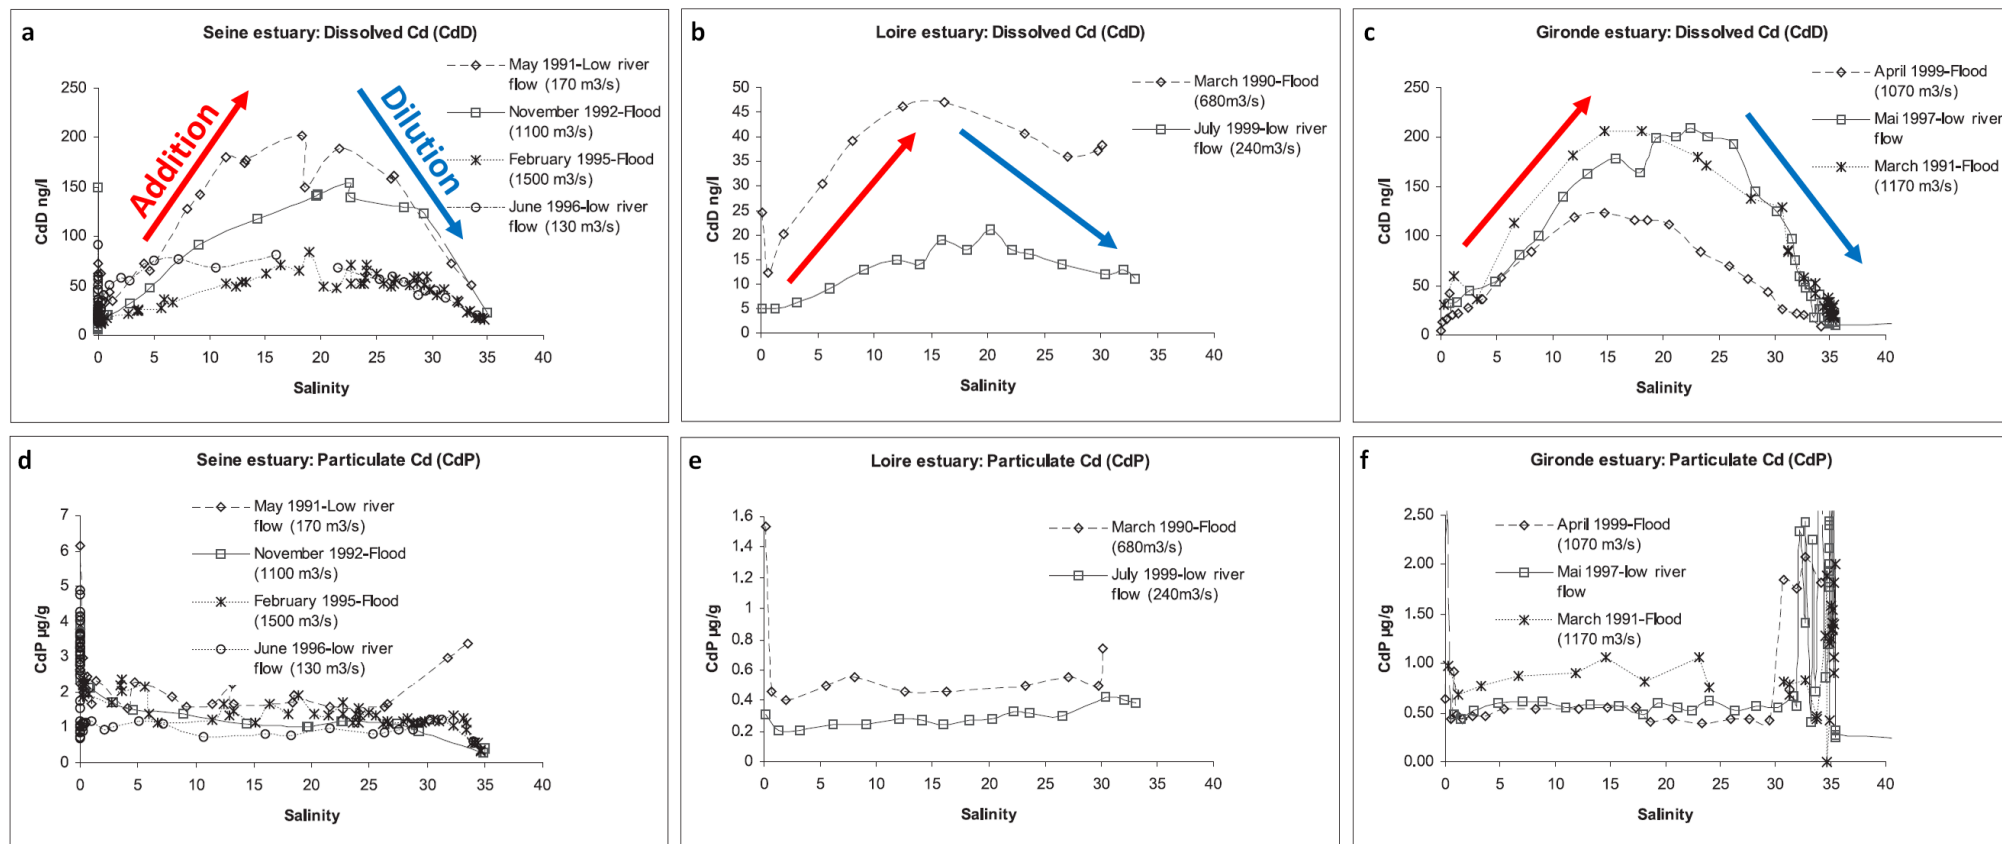 a
Seine estuary: Dissolved Cd (CdD)
May 1991-Low river
flow (170 m3/s)
November 1992-Flood
(1100 m3/s)
February 1995-Flood
(1500 m3/s)
June 1996-low river
flow (130 m3/s)
Addition
Dilution
CdD ng/l
250
200
150
100
50
0
0 5 10 15 20 25 30 35 40
Salinity
b
Loire estuary: Dissolved Cd (CdD)
March 1990-Flood
(680m3/s)
July 1999-low river
flow (240m3/s)
CdD ng/l
50
45
40
35
30
25
20
15
10
5
0
0 5 10 15 20 25 30 35 40
Salinity
c
Gironde estuary: Dissolved Cd (CdD)
April 1999-Flood
(1070 m3/s)
Mai 1997-low river
flow
March 1991-Flood
(1170 m3/s)
CdD ng/l
250
200
150
100
50
0
0 5 10 15 20 25 30 35 40
Salinity
d
Seine estuary: Particulate Cd (CdP)
May 1991-Low river
flow (170 m3/s)
November 1992-Flood
(1100 m3/s)
February 1995-Flood
(1500 m3/s)
June 1996-low river
flow (130 m3/s)
CdP µg/g
7
6
5
4
3
2
1
0
0 5 10 15 20 25 30 35 40
Salinity
e
Loire estuary: Particulate Cd (CdP)
March 1990-Flood
(680m3/s)
July 1999-low river
flow (240m3/s)
CdP µg/g
1.6
1.4
1.2
1
0.8
0.6
0.4
0.2
0
0 5 10 15 20 25 30 35 40
Salinity
f
Gironde estuary: Particulate Cd (CdP)
April 1999-Flood
(1070 m3/s)
Mai 1997-low river
flow
March 1991-Flood
(1170 m3/s)
CdP µg/g
2.50
2.00
1.50
1.00
0.50
0.00
0 5 10 15 20 25 30 35 40
Salinity